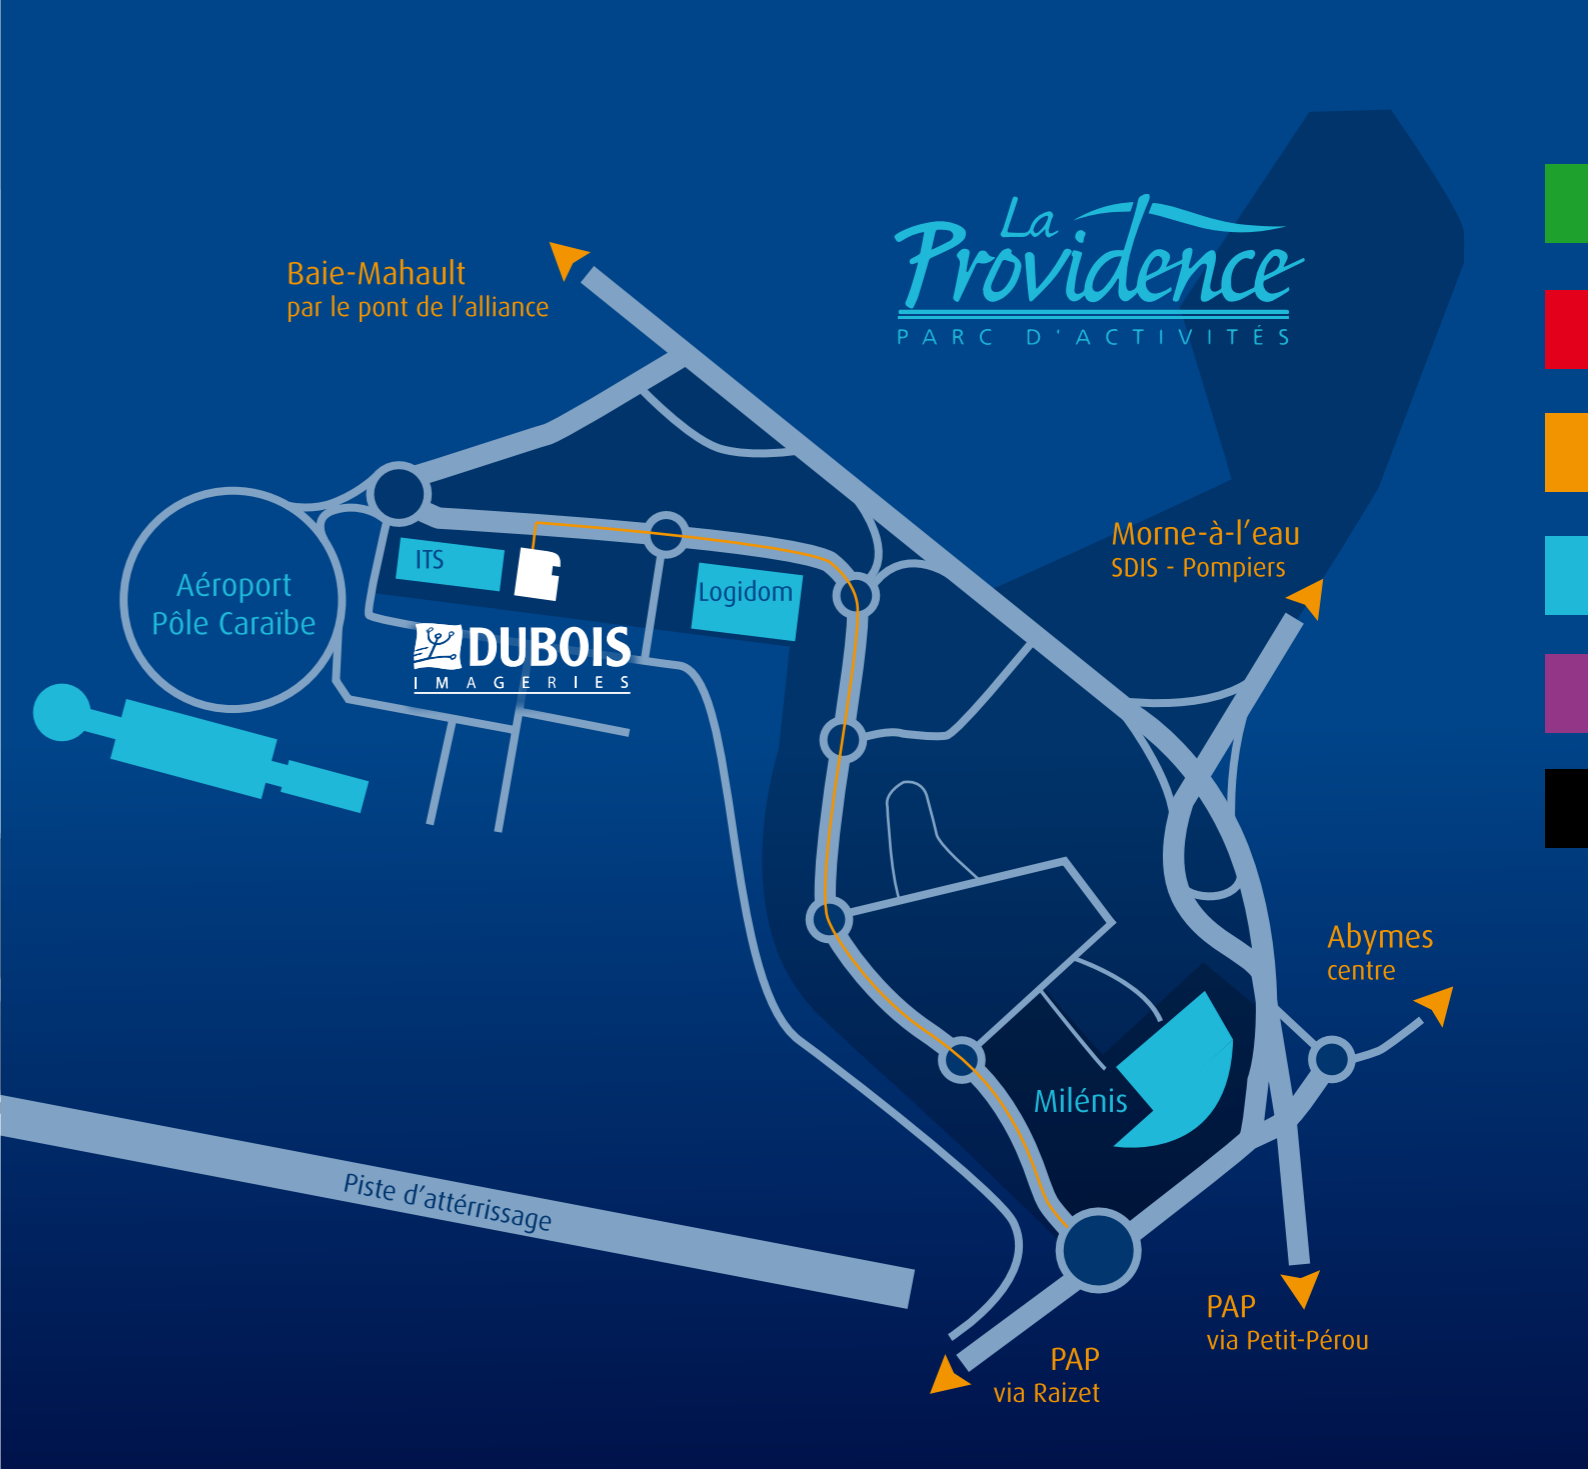 La
Providence
PARC D'ACTIVITÉS
Baie-Mahault
par le pont de l'alliance
Morne-à-l'eau
SDIS - Pompiers
ITS
Logidom
Aéroport
Pôle Caraïbe
DUBOIS
IMAGERIES
Abymes
centre
Milénis
Piste d'attérrissage
PAP
via Petit-Pérou
PAP
via Raizet